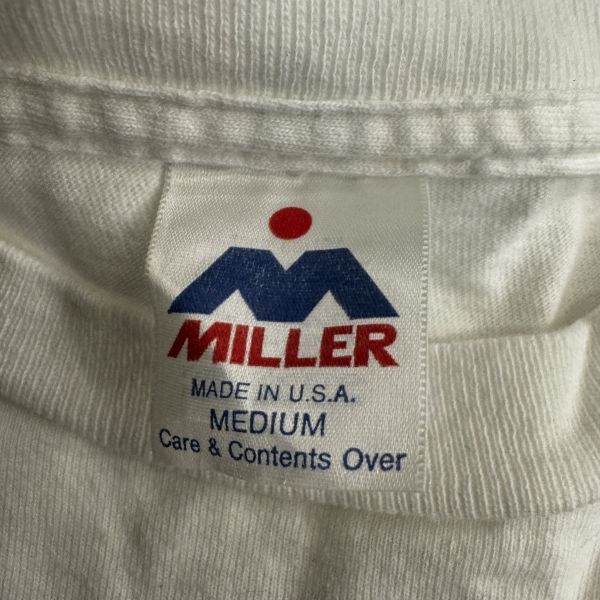 MILLER
MADE IN U.S.A.
MEDIUM
Care & Contents Over